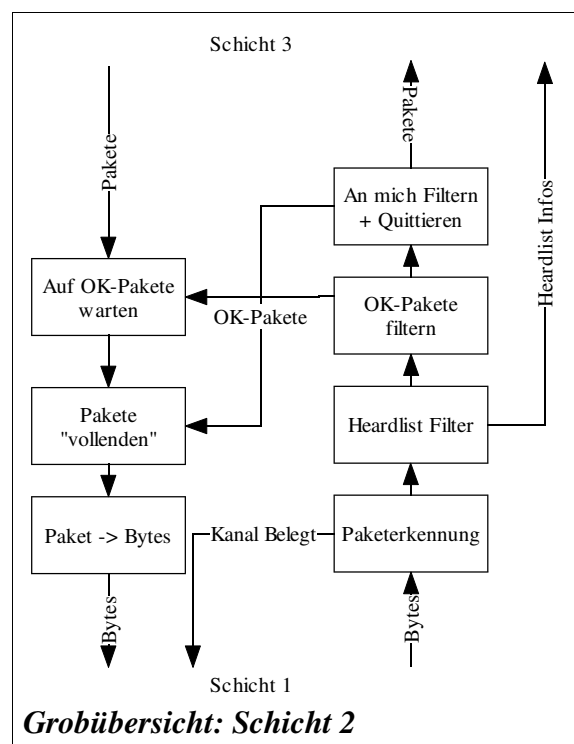 Schicht 3
Pakete
Pakete
Heardlist Infos
An mich Filtern
+ Quittieren
Auf OK-Pakete
warten
OK-Pakete
OK-Pakete
filtern
Pakete
"vollenden"
Heardlist Filter
Paket -> Bytes
Kanal Belegt
Paketerkennung
Bytes
Bytes
Schicht 1
Grobübersicht: Schicht 2